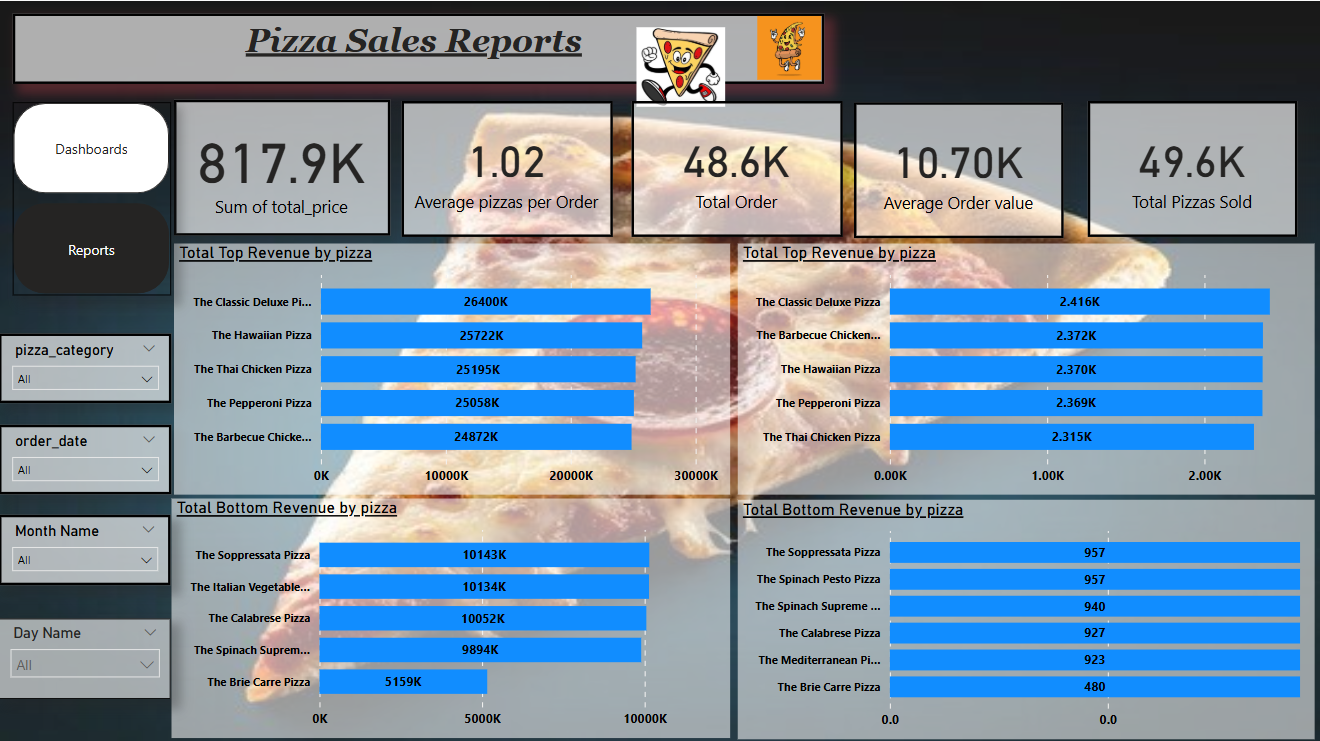 Pizza Sales Reports
Dashboards
Reports
817.9K
Sum of total_price
1.02
Average pizzas per Order
48.6K
Total Order
10.70K
Average Order value
49.6K
Total Pizzas Sold
pizza_category
All
order_date
All
Month Name
All
Day Name
All
Total Top Revenue by pizza
The Classic Deluxe Pi... 26400K
The Hawaiian Pizza 25722K
The Thai Chicken Pizza 25195K
The Pepperoni Pizza 25058K
The Barbecue Chicke... 24872K
0K 10000K 20000K 30000K
Total Top Revenue by pizza
The Classic Deluxe Pizza 2.416K
The Barbecue Chicken... 2.372K
The Hawaiian Pizza 2.370K
The Pepperoni Pizza 2.369K
The Thai Chicken Pizza 2.315K
0.00K 1.00K 2.00K
Total Bottom Revenue by pizza
The Soppressata Pizza 10143K
The Italian Vegetable... 10134K
The Calabrese Pizza 10052K
The Spinach Suprem... 9894K
The Brie Carre Pizza 5159K
0K 5000K 10000K
Total Bottom Revenue by pizza
The Soppressata Pizza 957
The Spinach Pesto Pizza 957
The Spinach Supreme ... 940
The Calabrese Pizza 927
The Mediterranean Pi... 923
The Brie Carre Pizza 480
0.0 0.0